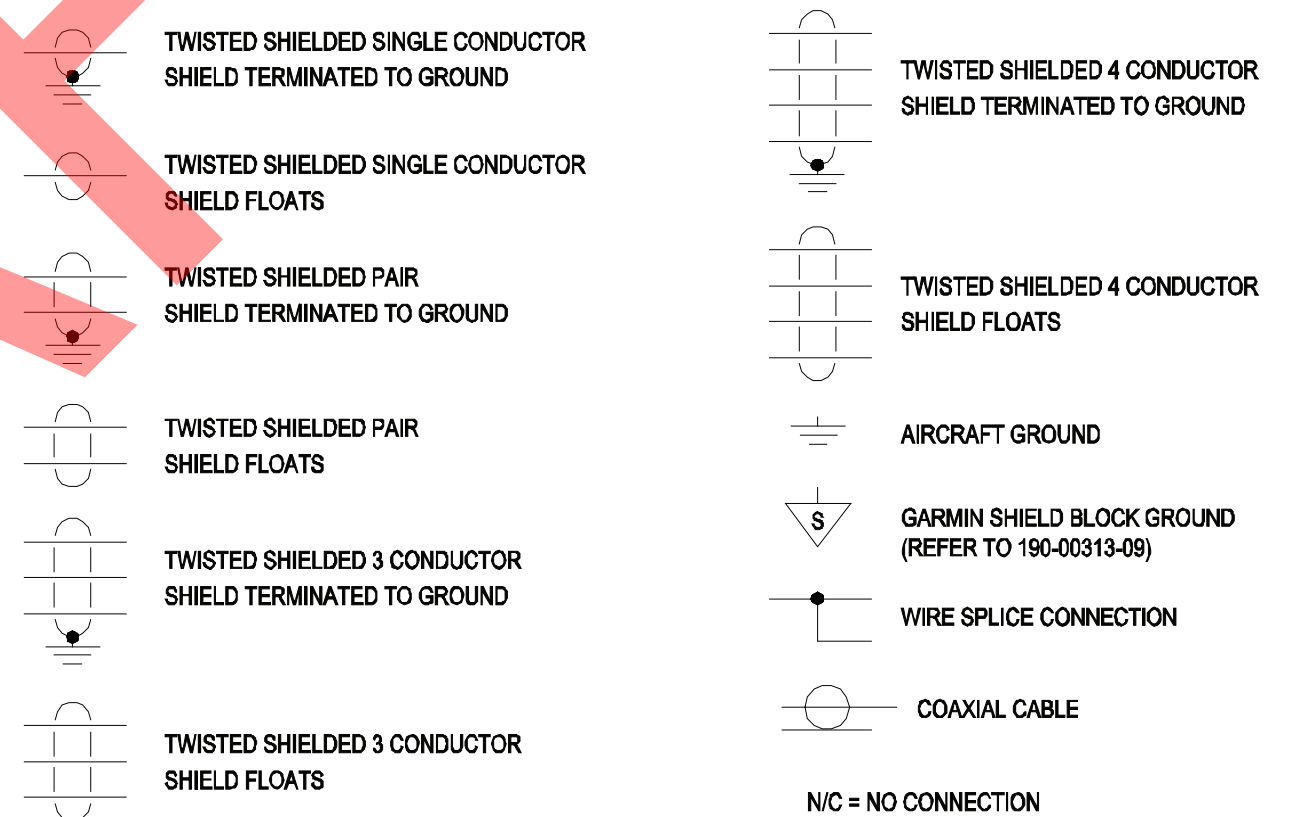 TWISTED SHIELDED SINGLE CONDUCTOR
SHIELD TERMINATED TO GROUND
TWISTED SHIELDED SINGLE CONDUCTOR
SHIELD FLOATS
TWISTED SHIELDED PAIR
SHIELD TERMINATED TO GROUND
TWISTED SHIELDED PAIR
SHIELD FLOATS
TWISTED SHIELDED 3 CONDUCTOR
SHIELD TERMINATED TO GROUND
TWISTED SHIELDED 3 CONDUCTOR
SHIELD FLOATS
TWISTED SHIELDED 4 CONDUCTOR
SHIELD TERMINATED TO GROUND
TWISTED SHIELDED 4 CONDUCTOR
SHIELD FLOATS
AIRCRAFT GROUND
S
GARMIN SHIELD BLOCK GROUND
(REFER TO 190-00313-09)
WIRE SPLICE CONNECTION
COAXIAL CABLE
N/C = NO CONNECTION